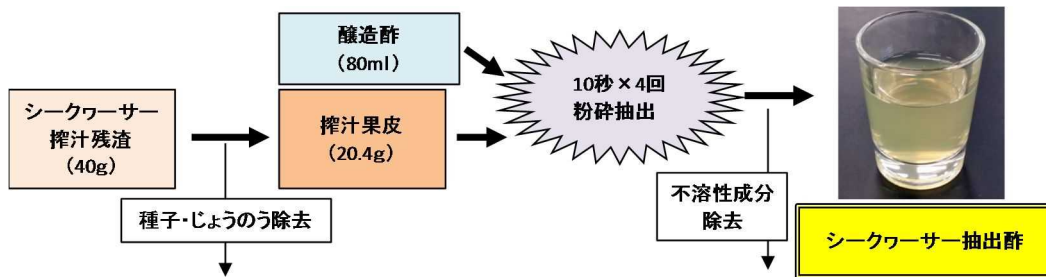 シークヮーサー
搾汁残渣
(40g)
種子・じょうのう除去
醸造酢
(80ml)
搾汁果皮
(20.4g)
10秒×4回
粉砕抽出
不溶性成分
除去
シークヮーサー抽出酢